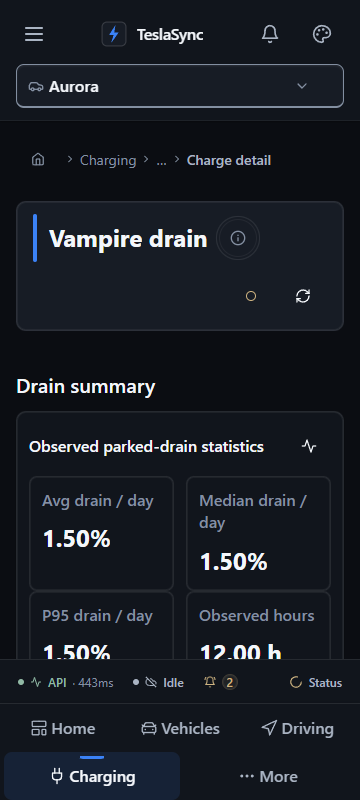 TeslaSync
Aurora
Charging
...
Charge detail
Vampire drain
Drain summary
Observed parked-drain statistics
Avg drain / day
1.50%
Median drain /
day
1.50%
P95 drain / day
1.50%
Observed hours
12.00 h
API · 443ms
Idle
2
Status
Home
Vehicles
Driving
Charging
More